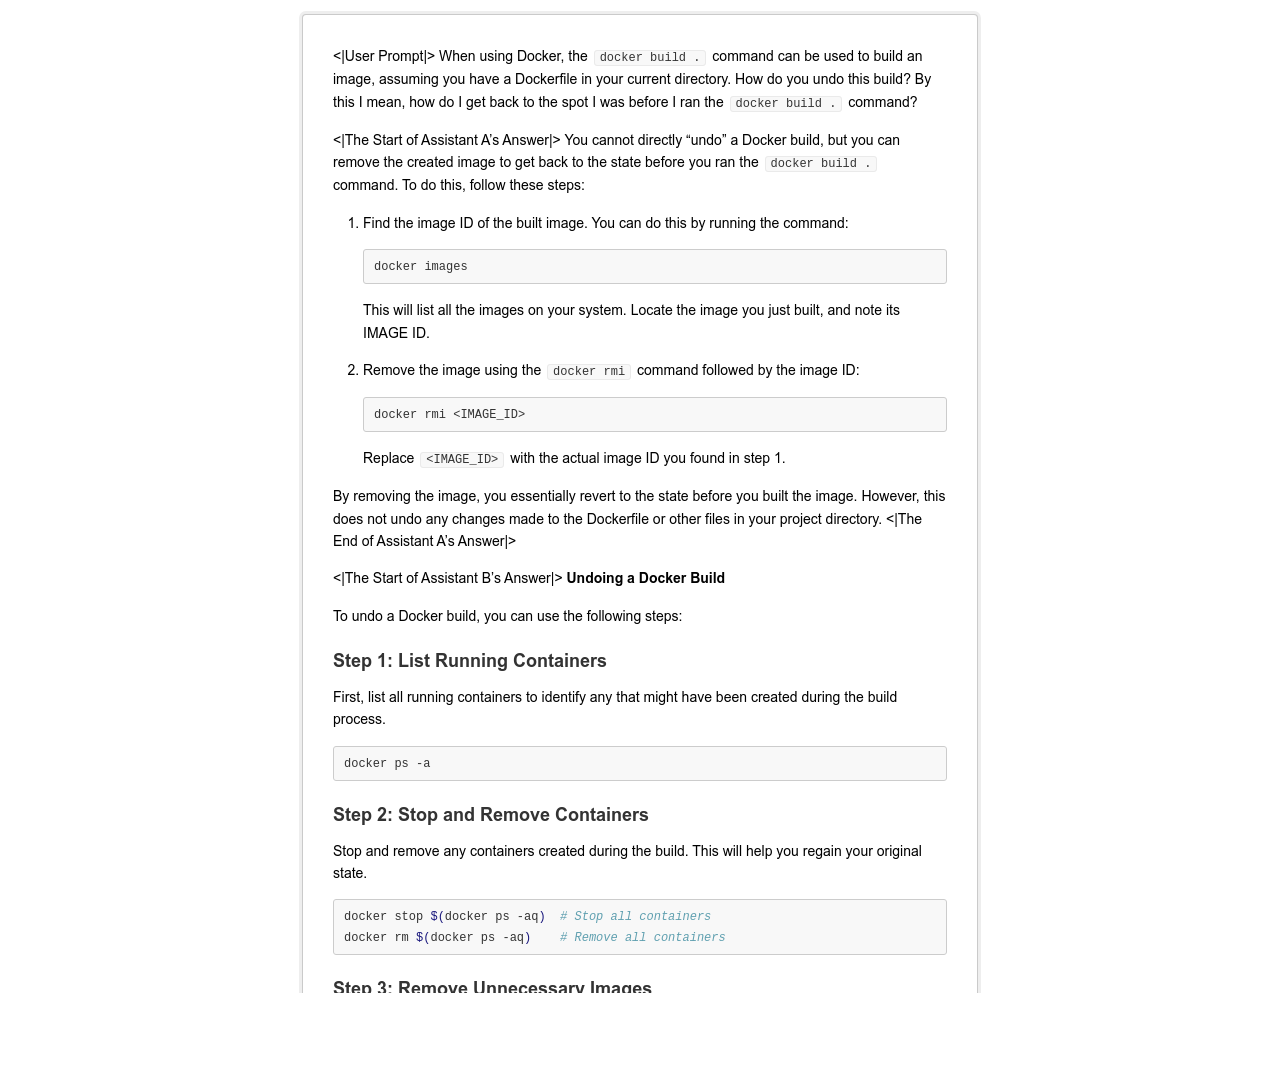 <|User Prompt|> When using Docker, the docker build . command can be used to build an
image, assuming you have a Dockerfile in your current directory. How do you undo this build? By
this I mean, how do I get back to the spot I was before I ran the docker build . command?
<|The Start of Assistant A’s Answer|> You cannot directly “undo” a Docker build, but you can
remove the created image to get back to the state before you ran the docker build .
command. To do this, follow these steps:
1. Find the image ID of the built image. You can do this by running the command:
docker images
This will list all the images on your system. Locate the image you just built, and note its
IMAGE ID.
2. Remove the image using the docker rmi command followed by the image ID:
docker rmi <IMAGE_ID>
Replace <IMAGE_ID> with the actual image ID you found in step 1.
By removing the image, you essentially revert to the state before you built the image. However, this
does not undo any changes made to the Dockerfile or other files in your project directory. <|The
End of Assistant A’s Answer|>
<|The Start of Assistant B’s Answer|> Undoing a Docker Build
To undo a Docker build, you can use the following steps:
Step 1: List Running Containers
First, list all running containers to identify any that might have been created during the build
process.
docker ps -a
Step 2: Stop and Remove Containers
Stop and remove any containers created during the build. This will help you regain your original
state.
docker stop $(docker ps -aq)  # Stop all containers
docker rm $(docker ps -aq)    # Remove all containers
Step 3: Remove Unnecessary Images